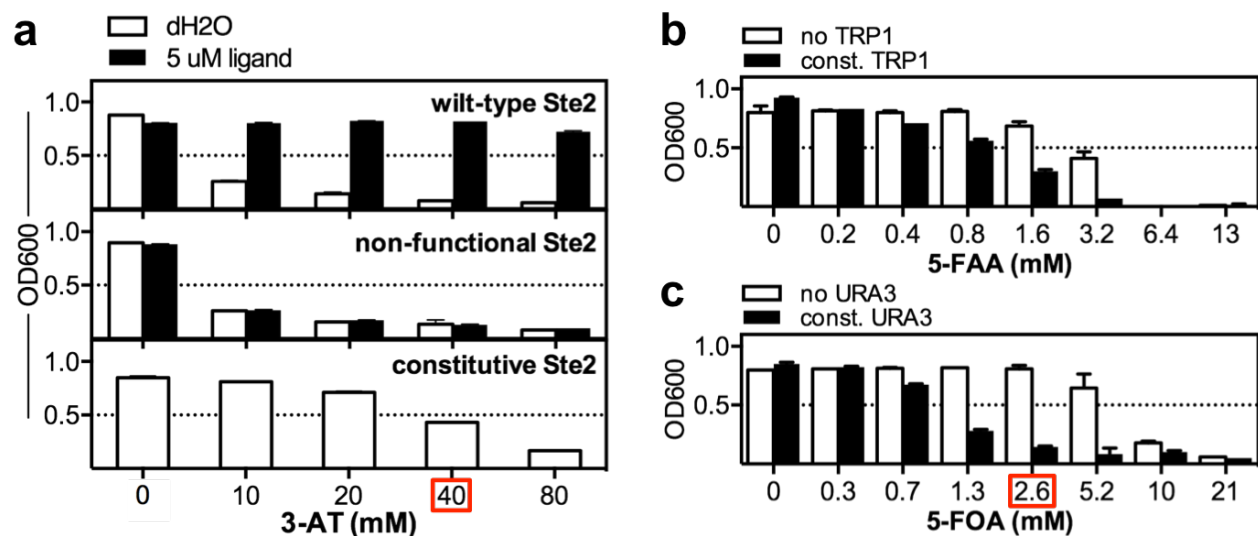 a
dH2O
5 uM ligand
OD600
1.0
0.5
wilt-type Ste2
1.0
0.5
non-functional Ste2
1.0
0.5
constitutive Ste2
0 10 20 40 80
3-AT (mM)
b
no TRP1
const. TRP1
OD600
1.0
0.5
0 0.2 0.4 0.8 1.6 3.2 6.4 13
5-FAA (mM)
c
no URA3
const. URA3
OD600
1.0
0.5
0 0.3 0.7 1.3 2.6 5.2 10 21
5-FOA (mM)